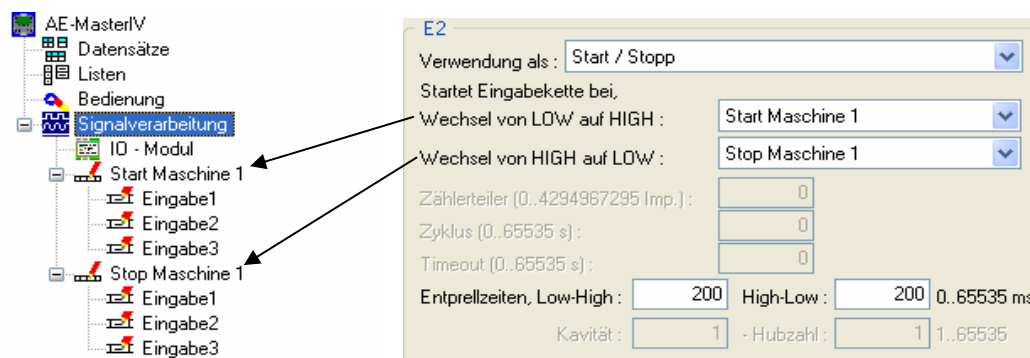 AE-MasterIV
Datensätze
Listen
Bedienung
Signalverarbeitung
IO - Modul
Start Maschine 1
Eingabe1
Eingabe2
Eingabe3
Stop Maschine 1
Eingabe1
Eingabe2
Eingabe3
E2
Verwendung als : Start / Stopp
Startet Eingabekette bei,
Wechsel von LOW auf HIGH : Start Maschine 1
Wechsel von HIGH auf LOW : Stop Maschine 1
Zählerteiler (0..4294967295 Imp.) : 0
Zyklus (0..65535 s) : 0
Timeout (0..65535 s) : 0
Entprellzeiten, Low-High : 200 High-Low : 200 0..65535 ms
Kavität : 1 - Hubzahl : 1 1..65535